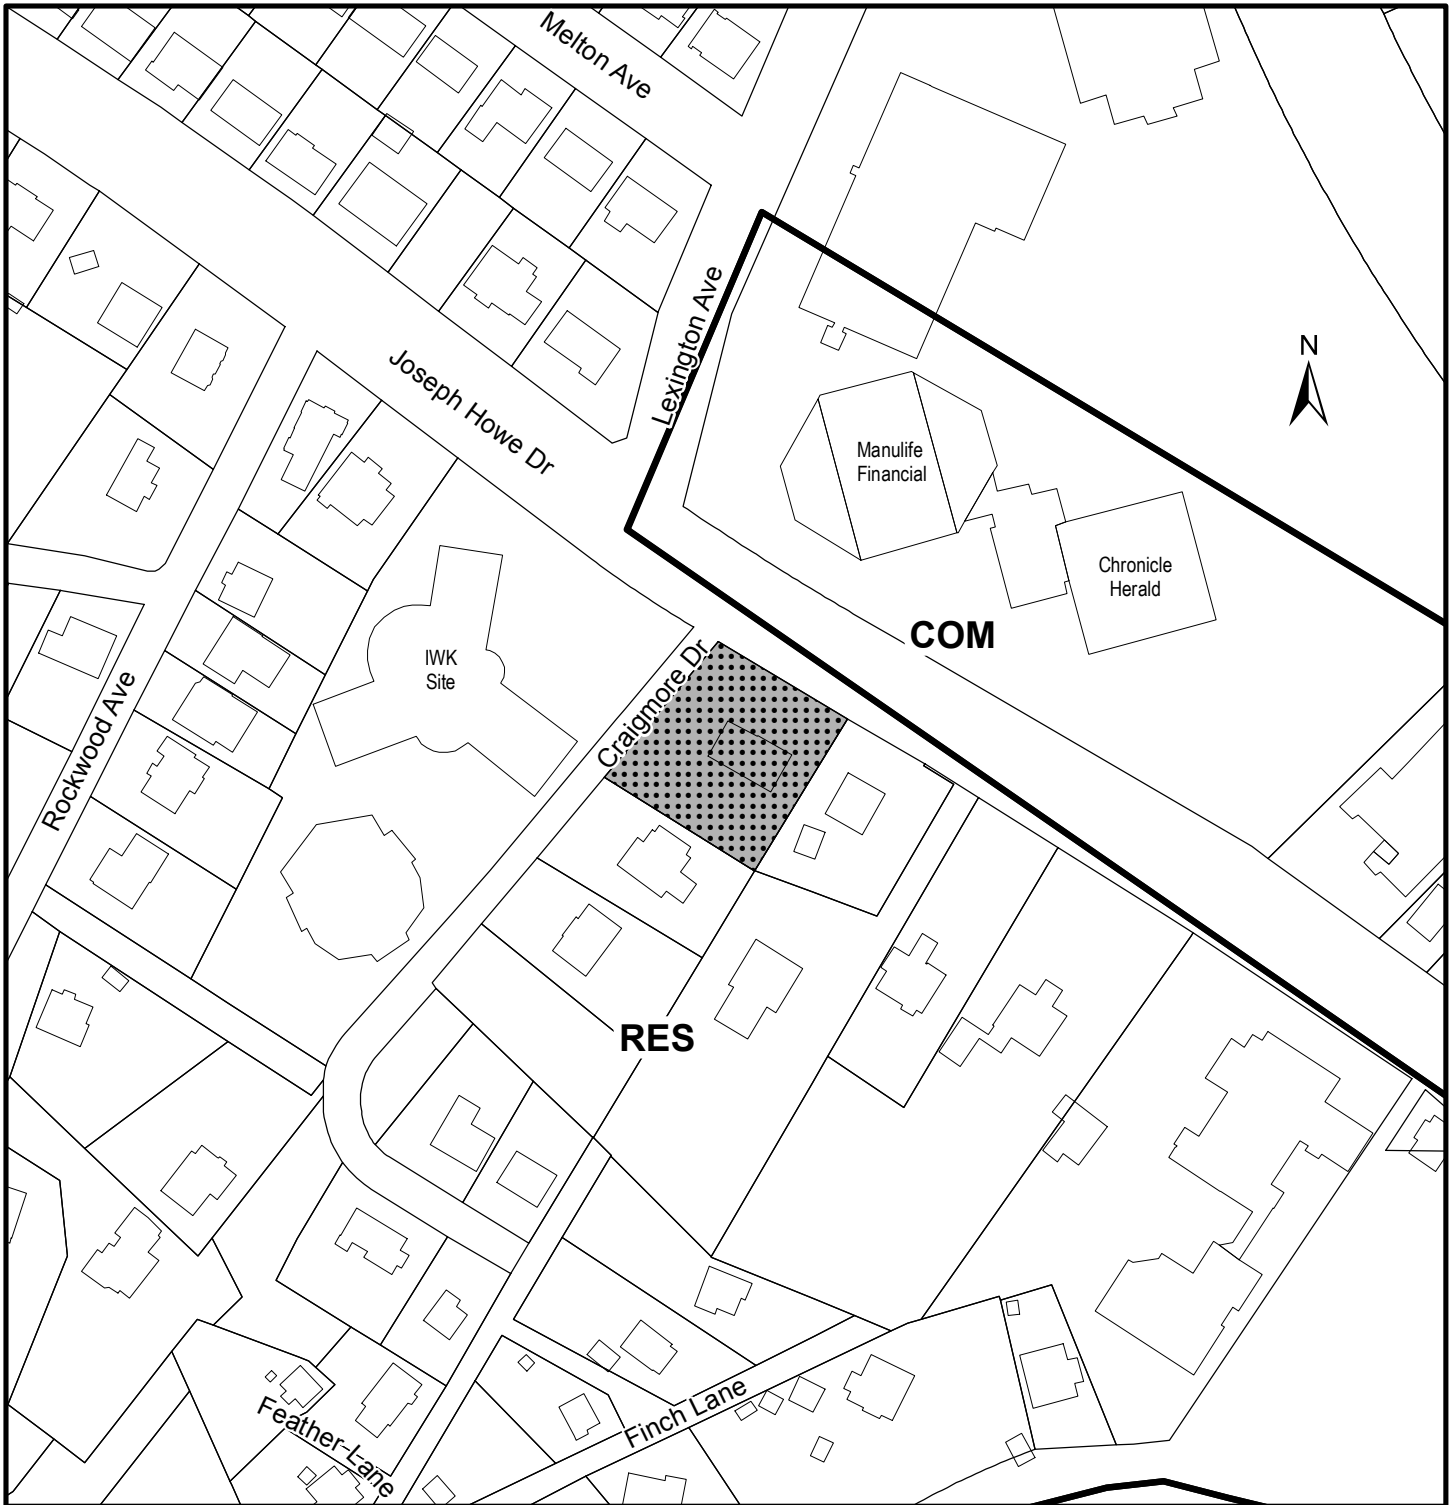 Melton Ave
Lexington Ave
N
Joseph Howe Dr
Manulife
Financial
Chronicle
Herald
COM
IWK
Site
Craigmore Dr
Rockwood Ave
RES
Finch Lane
Feather Lane